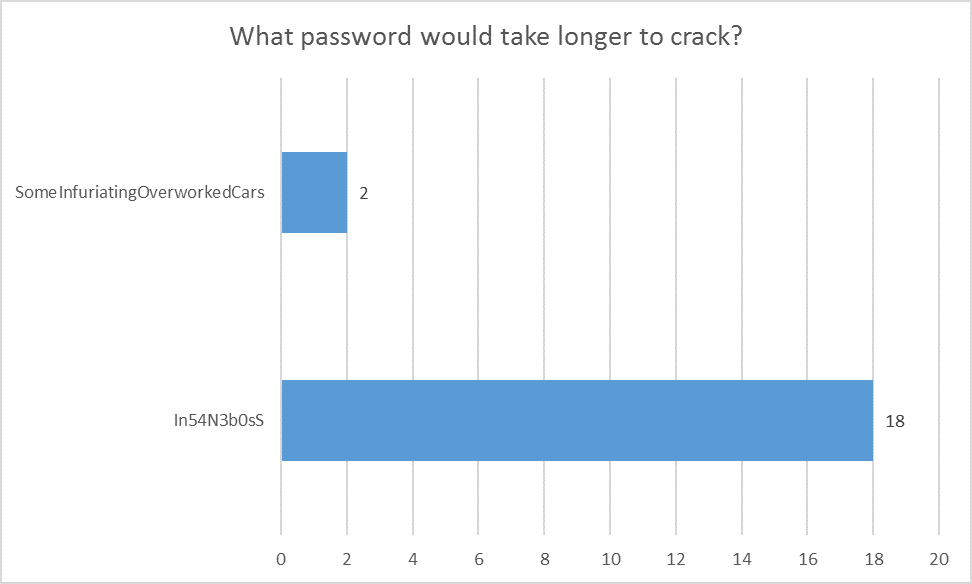 What password would take longer to crack?
SomeInfuriatingOverworkedCars
2
In54N3b0sS
18
0 2 4 6 8 10 12 14 16 18 20